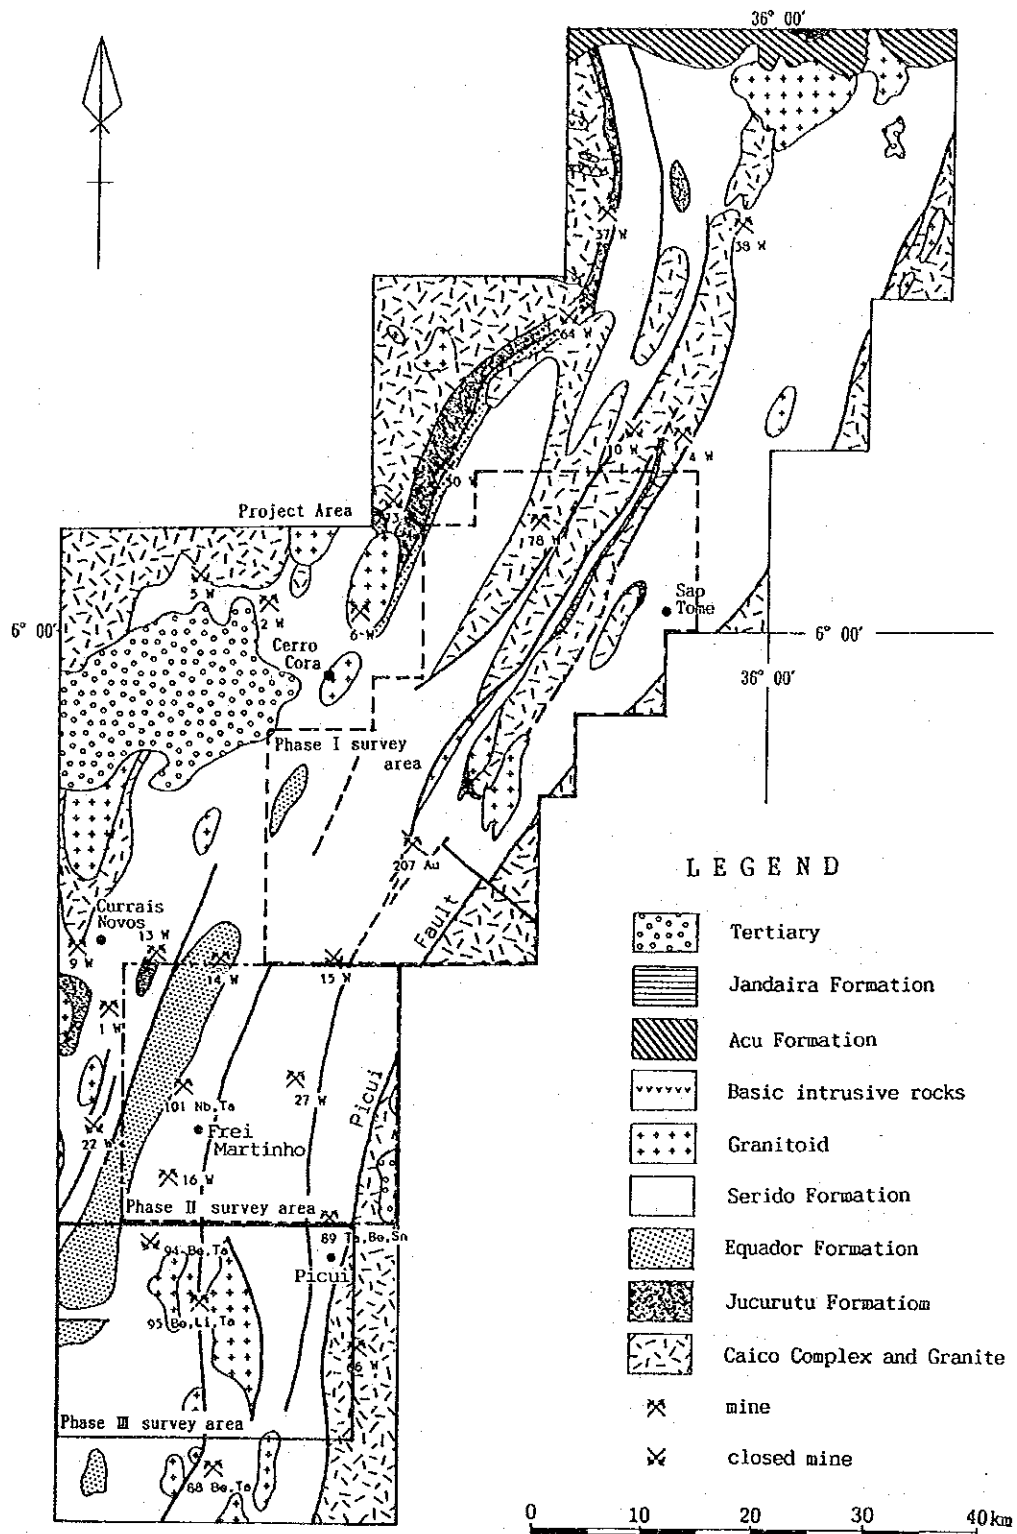 36° 00′
37 W
38 W
64 W
10 W
4 W
50 W
73
Project Area
78 W
5 W
2 W
6 W
Sao
Tome
6° 00′
6° 00′
Cerro
Cora
36° 00′
Phase I survey
area
207 Au
Fault
LEGEND
Currais
Novos
13 W
9 W
14 W
15 W
1 W
Tertiary
Jandaira Formation
Acu Formation
Basic intrusive rocks
Granitoid
Serido Formation
Equador Formation
Jucurutu Formatiom
Caico Complex and Granite
mine
closed mine
27 W
Picui
101 Nb,Ta
22 W
Frei
Martinho
16 W
Phase II survey area
89 Ta,Be,Sn
94 Be,Ta
Picui
95 Be,Li,Ta
66 W
Phase III survey area
88 Be,Ta
0 10 20 30 40km